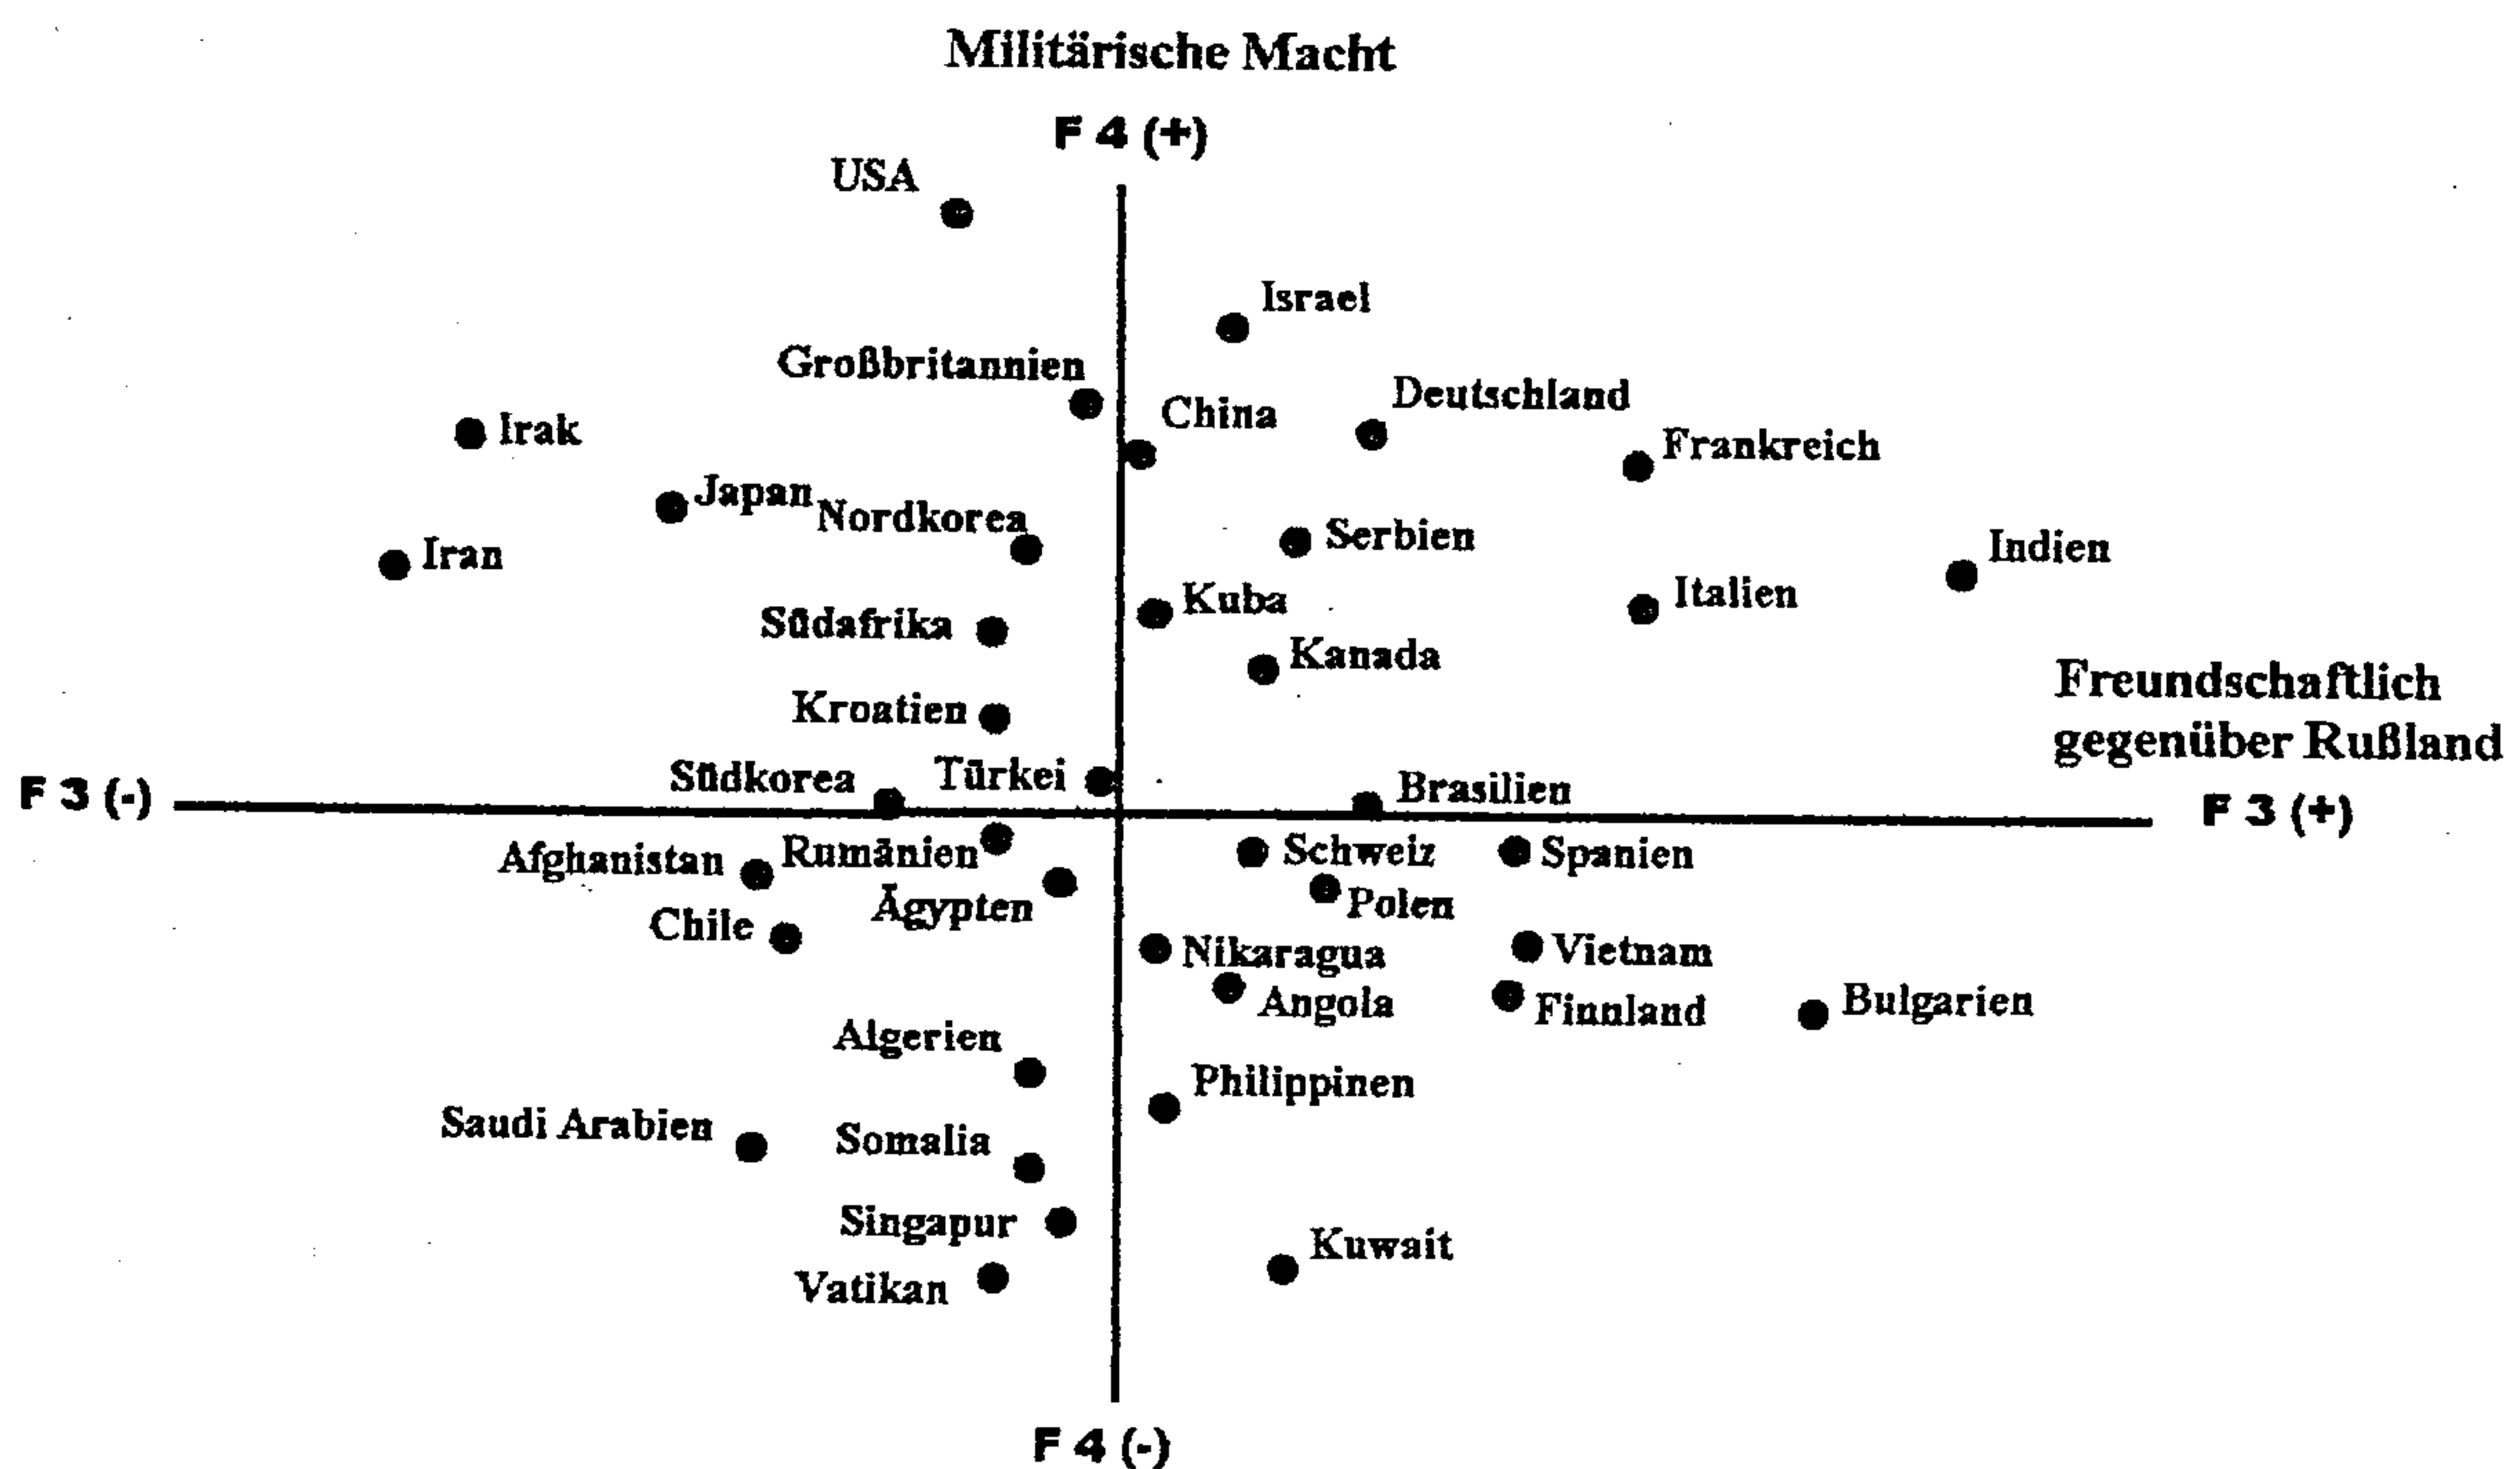 Militärische Macht
F 4 (+)
USA
Israel
Großbritannien
Deutschland
China
Irak
Frankreich
Japan
Nordkorea
Serbien
Iran
Indien
Italien
Kuba
Südafrika
Kanada
Freundschaftlich
gegenüber Rußland
Kroatien
Südkorea
Türkei
Brasilien
F 3 (-)
F 3 (+)
Afghanistan
Rumänien
Schweiz
Spanien
Ägypten
Polen
Chile
Nikaragua
Vietnam
Angola
Finnland
Bulgarien
Algerien
Philippinen
Saudi Arabien
Somalia
Singapur
Kuwait
Vatikan
F 4 (-)